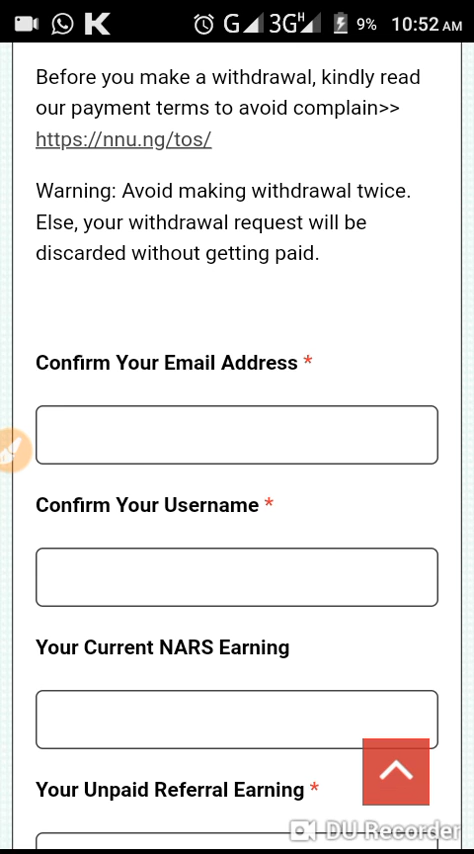 G 3G H 9% 10:52 AM
Before you make a withdrawal, kindly read
our payment terms to avoid complain>>
https://nnu.ng/tos/
Warning: Avoid making withdrawal twice.
Else, your withdrawal request will be
discarded without getting paid.
Confirm Your Email Address *
Confirm Your Username *
Your Current NARS Earning
Your Unpaid Referral Earning *
DU Recorder